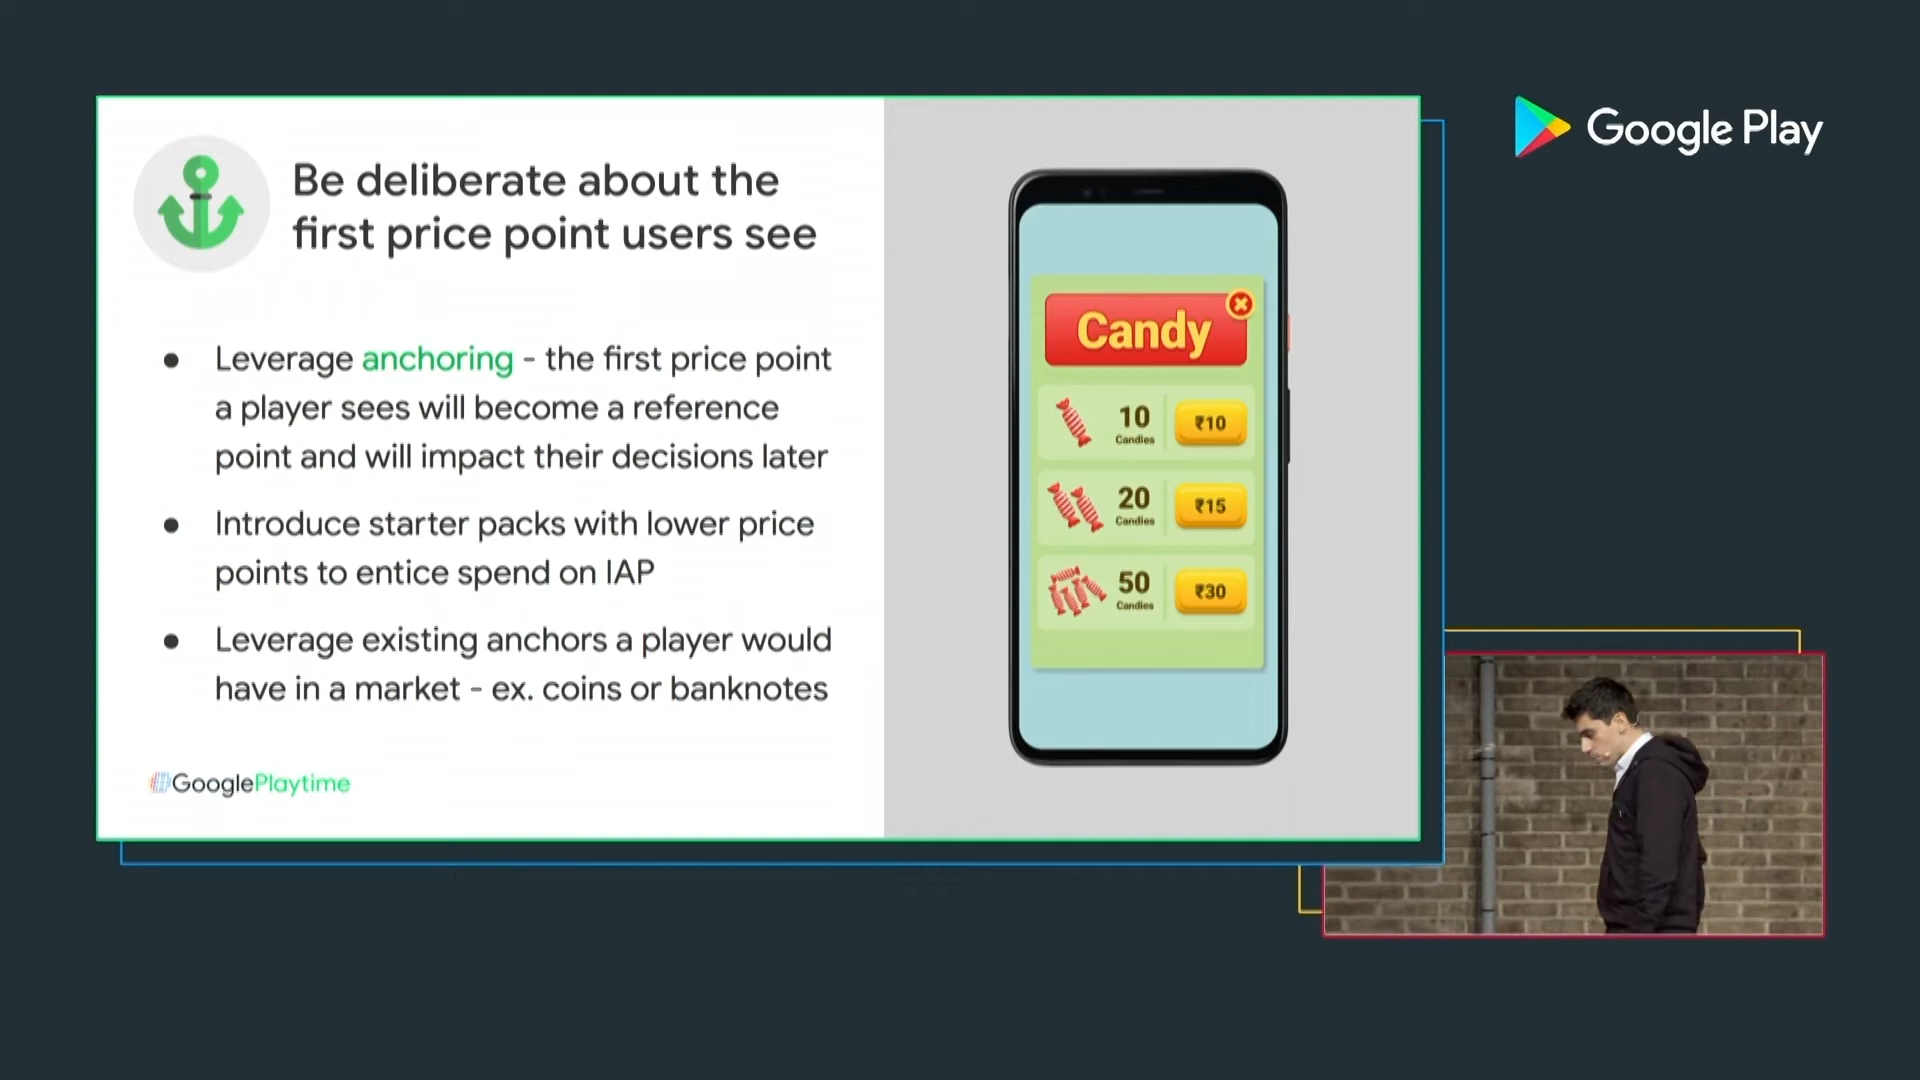 Be deliberate about the
first price point users see
● Leverage anchoring - the first price point
a player sees will become a reference
point and will impact their decisions later
● Introduce starter packs with lower price
points to entice spend on IAP
● Leverage existing anchors a player would
have in a market - ex. coins or banknotes
#GooglePlaytime
Candy
10
Candies
₹10
20
Candies
₹15
50
Candies
₹30
Google Play